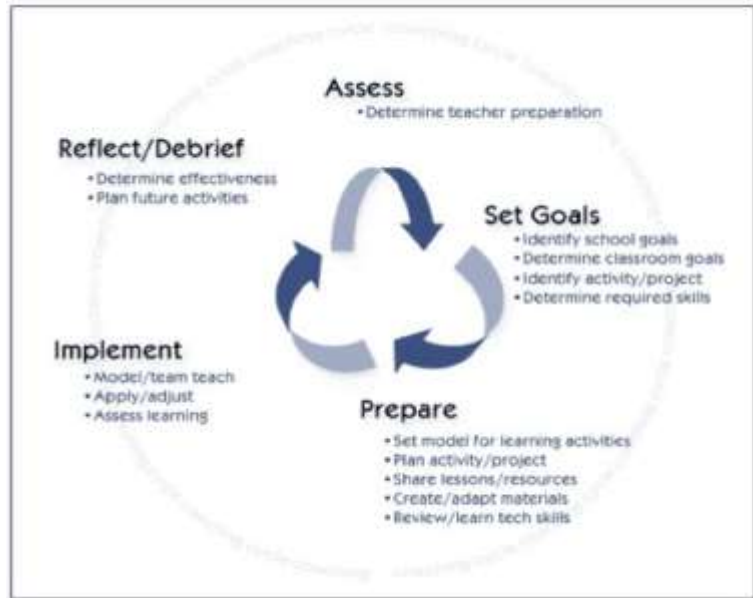 Assess
• Determine teacher preparation
Set Goals
• Identify school goals
• Determine classroom goals
• Identify activity/project
• Determine required skills
Prepare
• Set model for learning activities
• Plan activity/project
• Share lessons/resources
• Create/adapt materials
• Review/learn tech skills
Implement
• Model/team teach
• Apply/adjust
• Assess learning
Reflect/Debrief
• Determine effectiveness
• Plan future activities